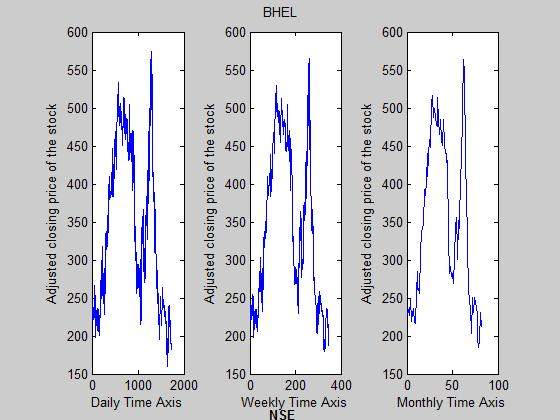 BHEL
600
550
500
450
400
350
300
250
200
150
0 1000 2000
Adjusted closing price of the stock
Daily Time Axis
600
550
500
450
400
350
300
250
200
150
0 200 400
Adjusted closing price of the stock
Weekly Time Axis
600
550
500
450
400
350
300
250
200
150
0 50 100
Adjusted closing price of the stock
Monthly Time Axis
NSE